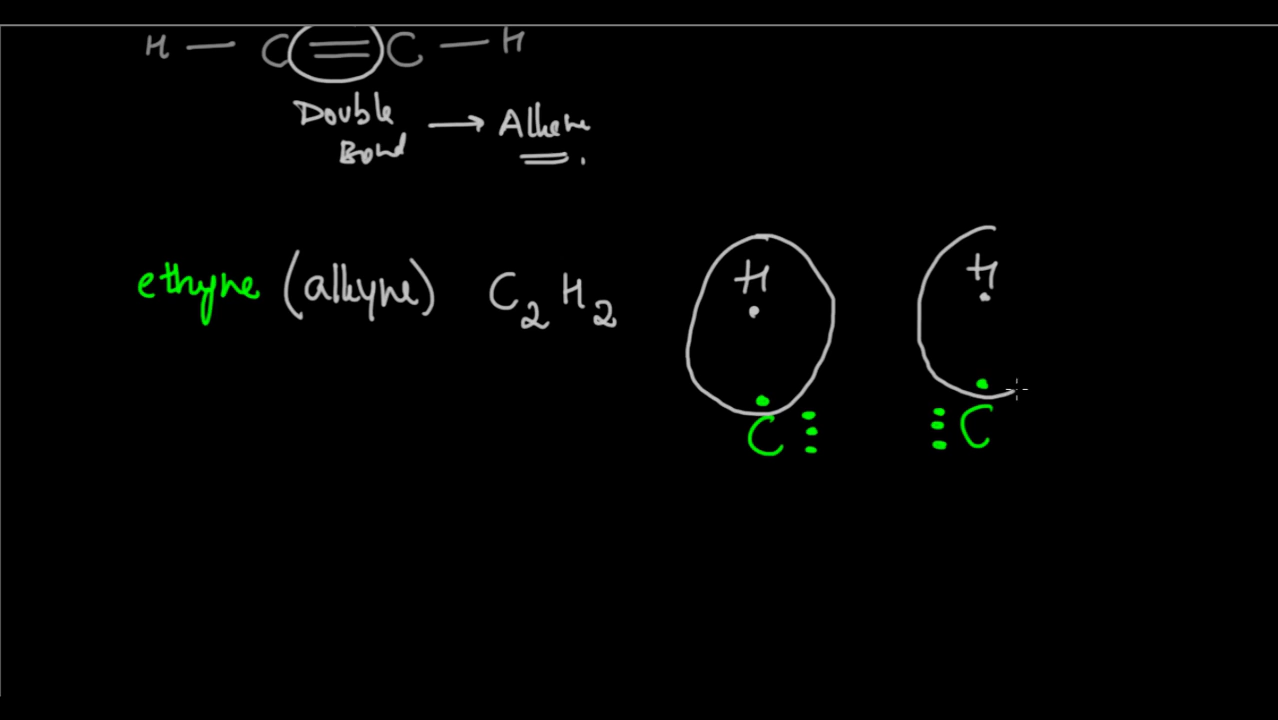 H — C = C — H
Double → Alkene
Bond
ethyne (alkyne) C₂H₂
H H
C C